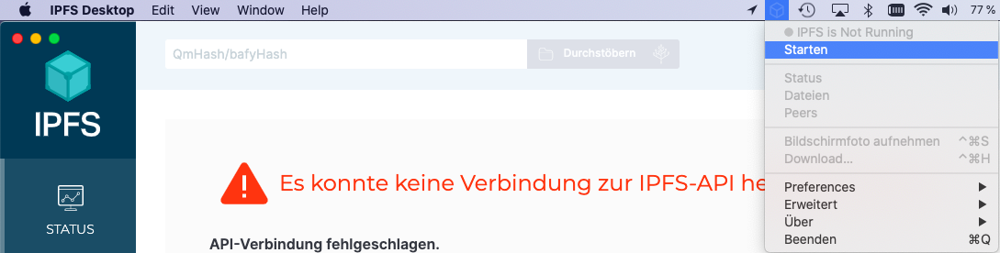 IPFS Desktop Edit View Window Help 77 %
IPFS is Not Running
Starten
QmHash/bafyHash Durchstöbern
Status
Dateien
Peers
IPFS
Bildschirmfoto aufnehmen ^⌘S
Download... ^⌘H
Es konnte keine Verbindung zur IPFS-API he
Preferences
Erweitert
Über
STATUS
API-Verbindung fehlgeschlagen.
Beenden ⌘Q